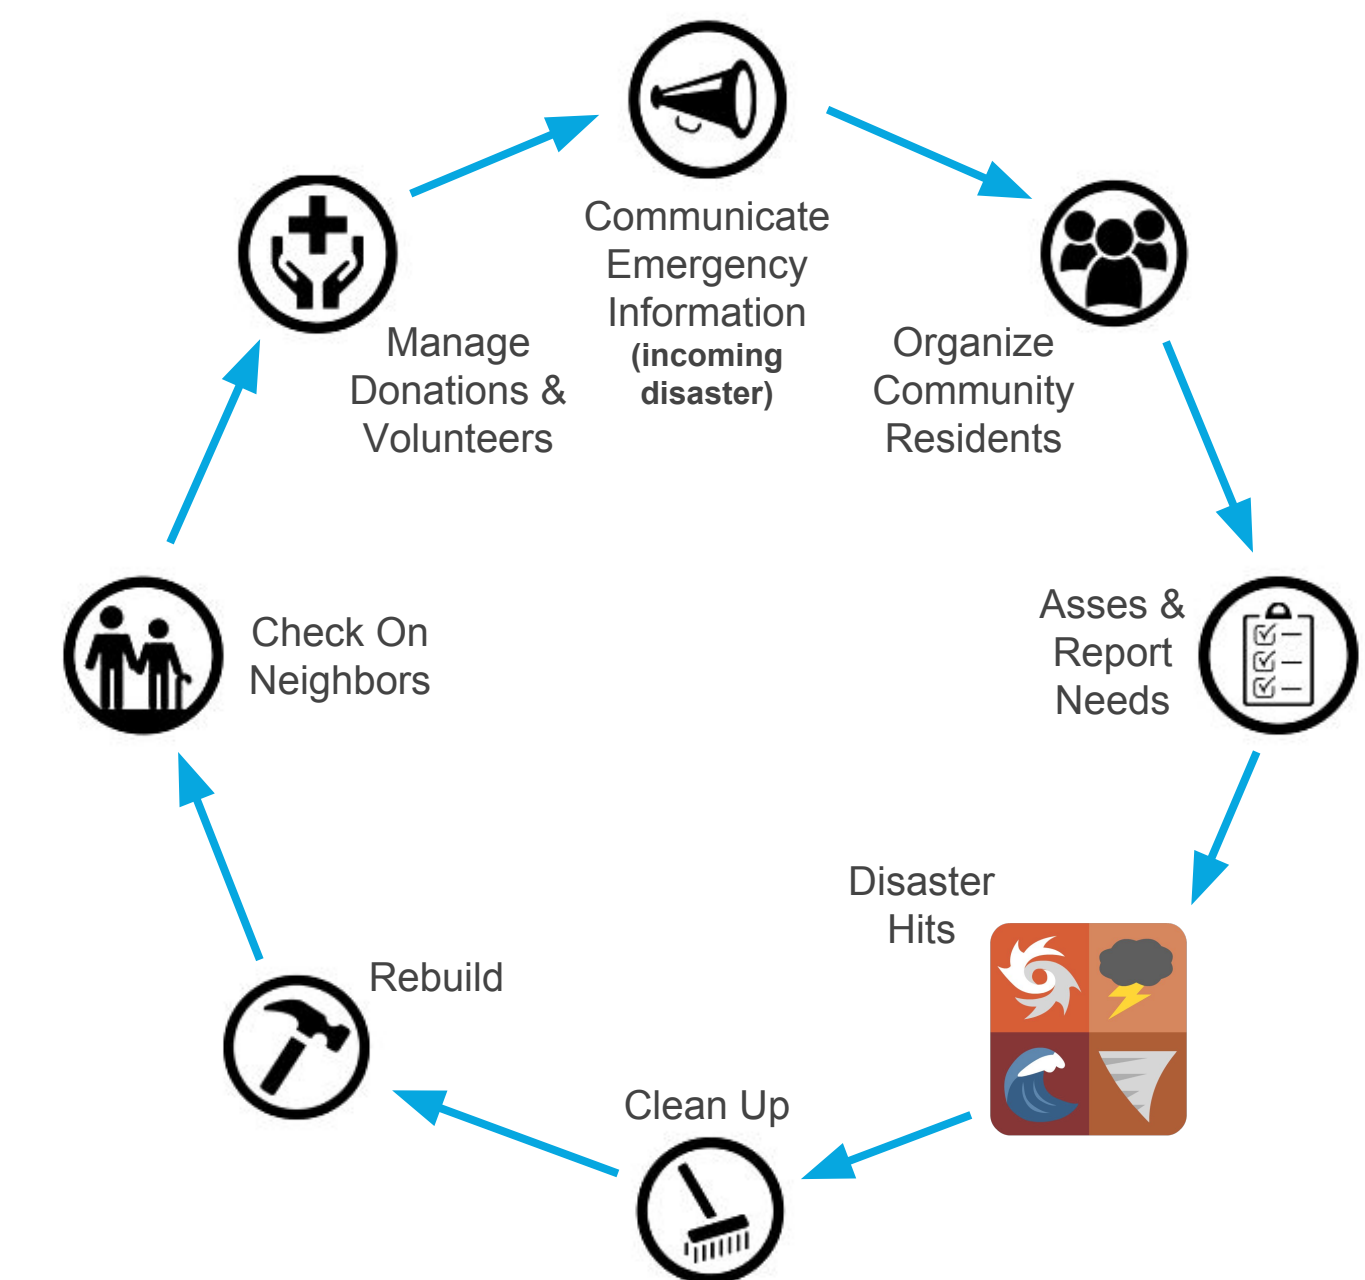 Communicate
Emergency
Information
(incoming
disaster)
Organize
Community
Residents
Asses &
Report
Needs
Disaster
Hits
Clean Up
Rebuild
Check On
Neighbors
Manage
Donations &
Volunteers